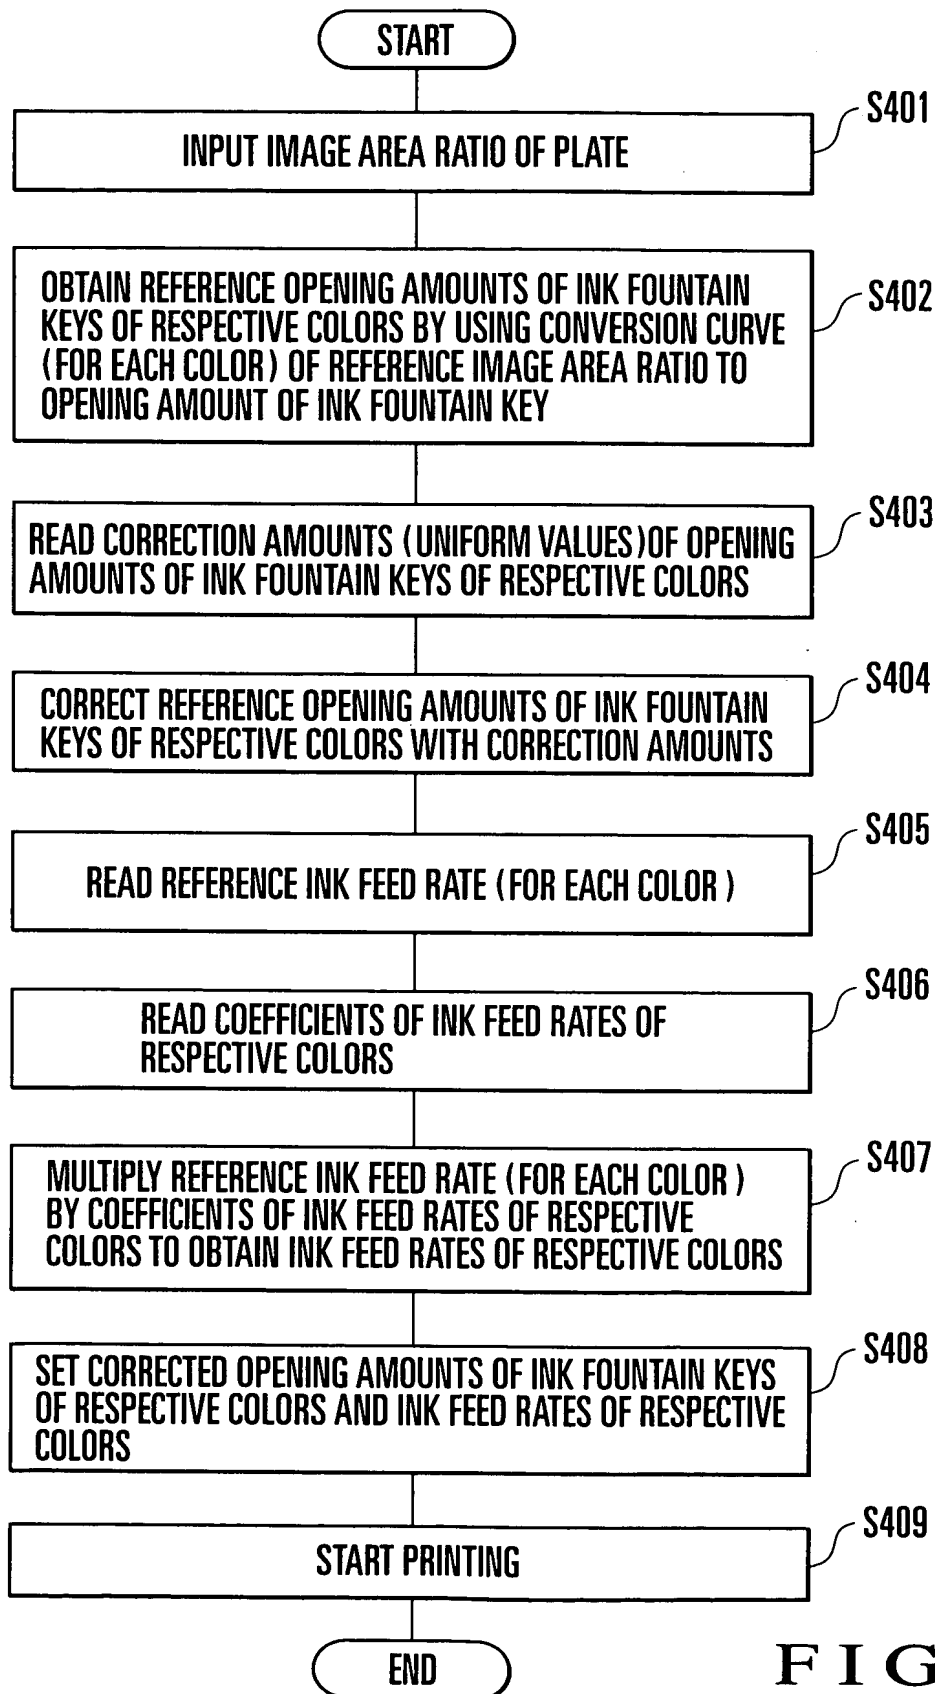 START
S401
INPUT IMAGE AREA RATIO OF PLATE
S402
OBTAIN REFERENCE OPENING AMOUNTS OF INK FOUNTAIN
KEYS OF RESPECTIVE COLORS BY USING CONVERSION CURVE
(FOR EACH COLOR) OF REFERENCE IMAGE AREA RATIO TO
OPENING AMOUNT OF INK FOUNTAIN KEY
S403
READ CORRECTION AMOUNTS (UNIFORM VALUES)OF OPENING
AMOUNTS OF INK FOUNTAIN KEYS OF RESPECTIVE COLORS
S404
CORRECT REFERENCE OPENING AMOUNTS OF INK FOUNTAIN
KEYS OF RESPECTIVE COLORS WITH CORRECTION AMOUNTS
S405
READ REFERENCE INK FEED RATE (FOR EACH COLOR )
S406
READ COEFFICIENTS OF INK FEED RATES OF
RESPECTIVE COLORS
S407
MULTIPLY REFERENCE INK FEED RATE (FOR EACH COLOR )
BY COEFFICIENTS OF INK FEED RATES OF RESPECTIVE
COLORS TO OBTAIN INK FEED RATES OF RESPECTIVE COLORS
S408
SET CORRECTED OPENING AMOUNTS OF INK FOUNTAIN KEYS
OF RESPECTIVE COLORS AND INK FEED RATES OF RESPECTIVE
COLORS
S409
START PRINTING
END
FIG